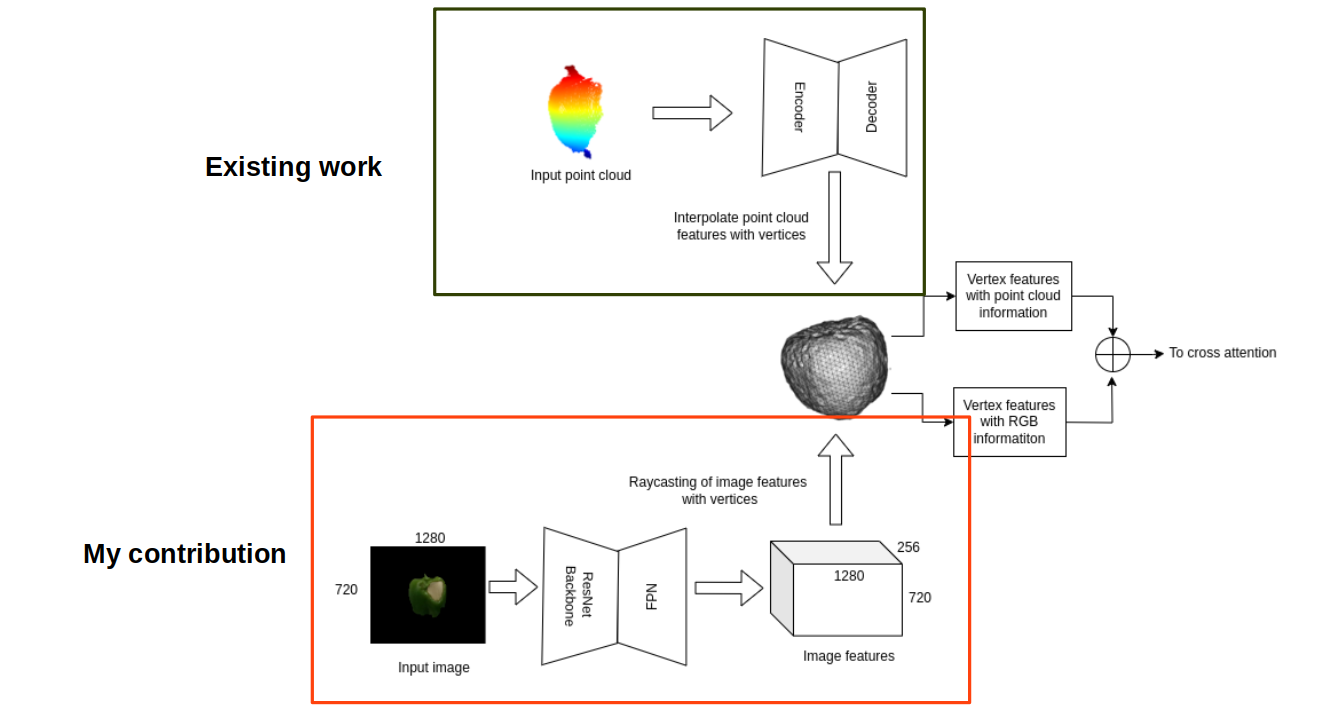 Existing work
Input point cloud
Encoder
Decoder
Interpolate point cloud
features with vertices
Vertex features
with point cloud
information
To cross attention
Vertex features
with RGB
informatiton
My contribution
Raycasting of image features
with vertices
1280
720
Input image
ResNet
Backbone
FPN
256
1280
720
Image features